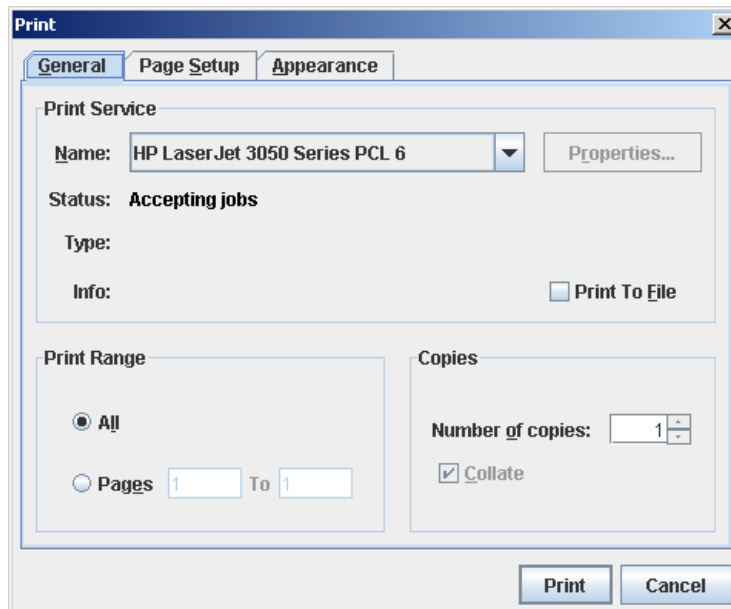 Print
General Page Setup Appearance
Print Service
Name: HP LaserJet 3050 Series PCL 6 Properties...
Status: Accepting jobs
Type:
Info: Print To File
Print Range Copies
All
Number of copies: 1
Pages 1 To 1
Collate
Print Cancel